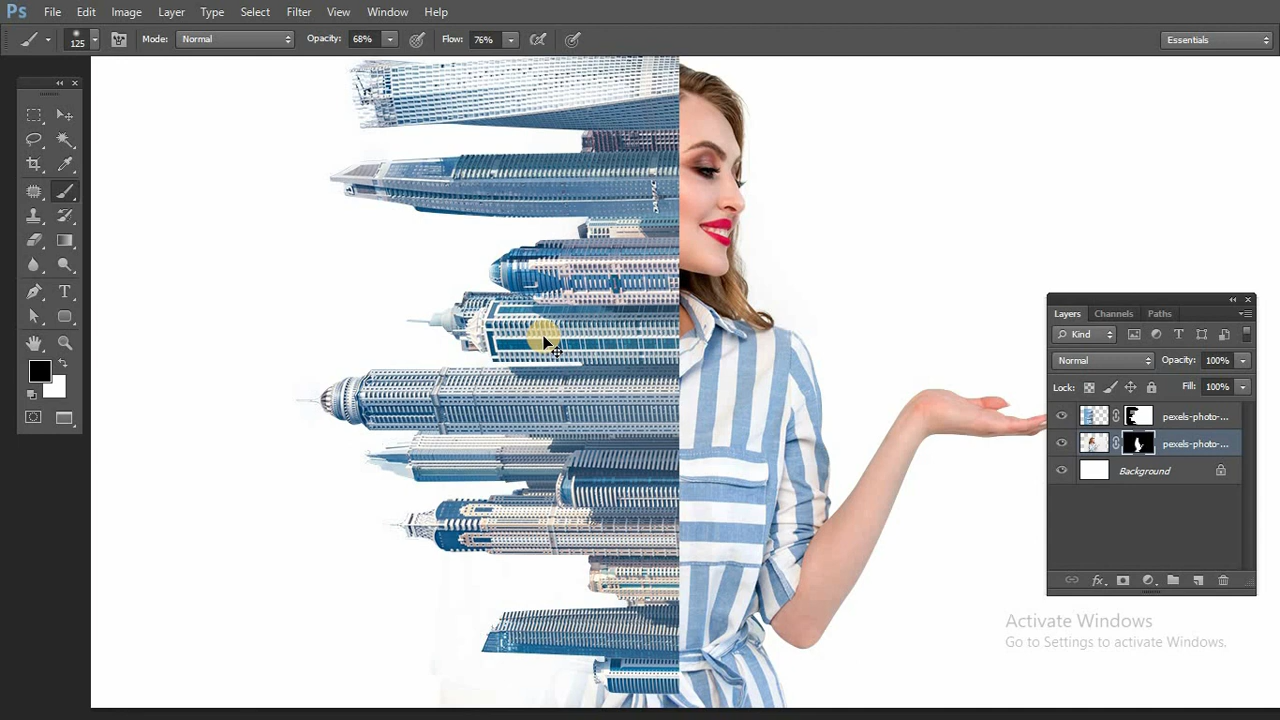 Ps File Edit Image Layer Type Select Filter View Window Help
125 Mode: Normal Opacity: 68% Flow: 76% Essentials
Layers Channels Paths
Kind
Normal Opacity: 100%
Lock: Fill: 100%
pexels-photo-...
pexels-photo-...
Background
fx
Activate Windows
Go to Settings to activate Windows.